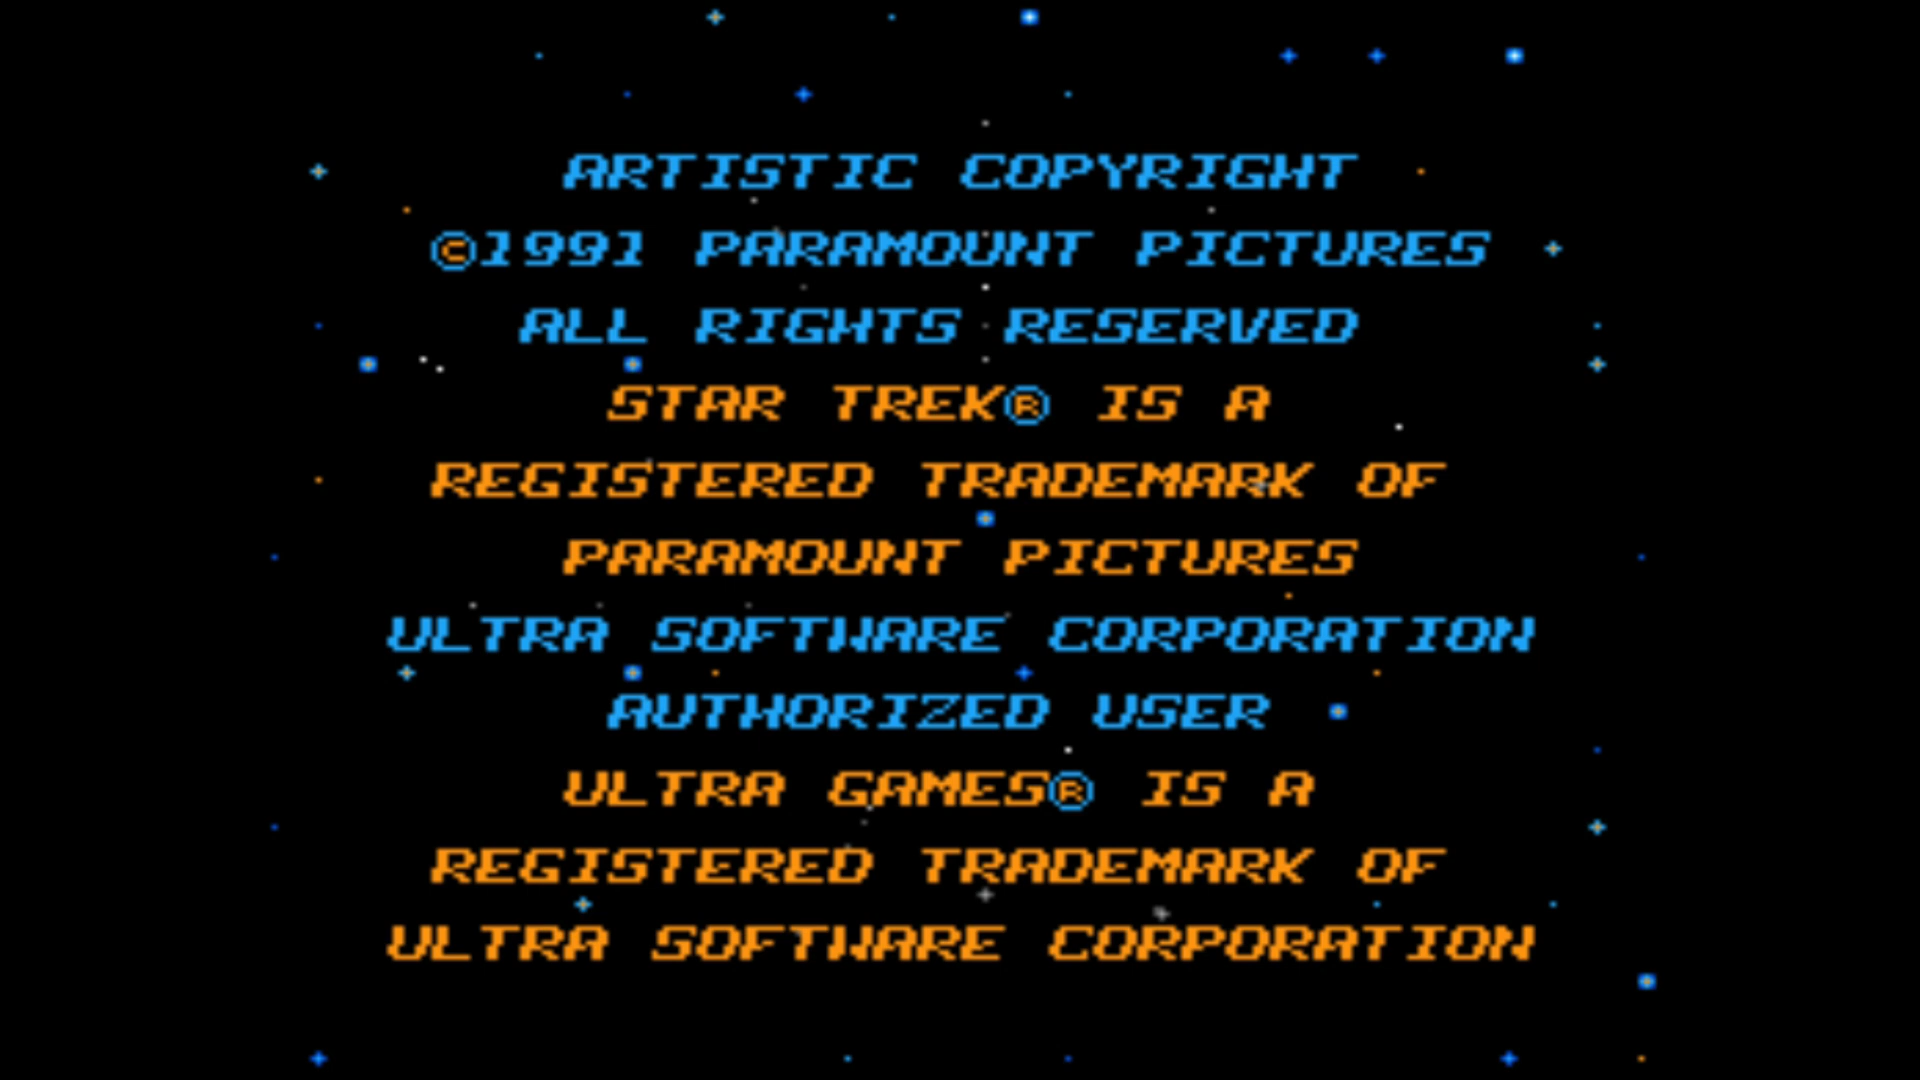 ARTISTIC COPYRIGHT
©1991 PARAMOUNT PICTURES
ALL RIGHTS RESERVED
STAR TREK® IS A
REGISTERED TRADEMARK OF
PARAMOUNT PICTURES
ULTRA SOFTWARE CORPORATION
AUTHORIZED USER
ULTRA GAMES® IS A
REGISTERED TRADEMARK OF
ULTRA SOFTWARE CORPORATION